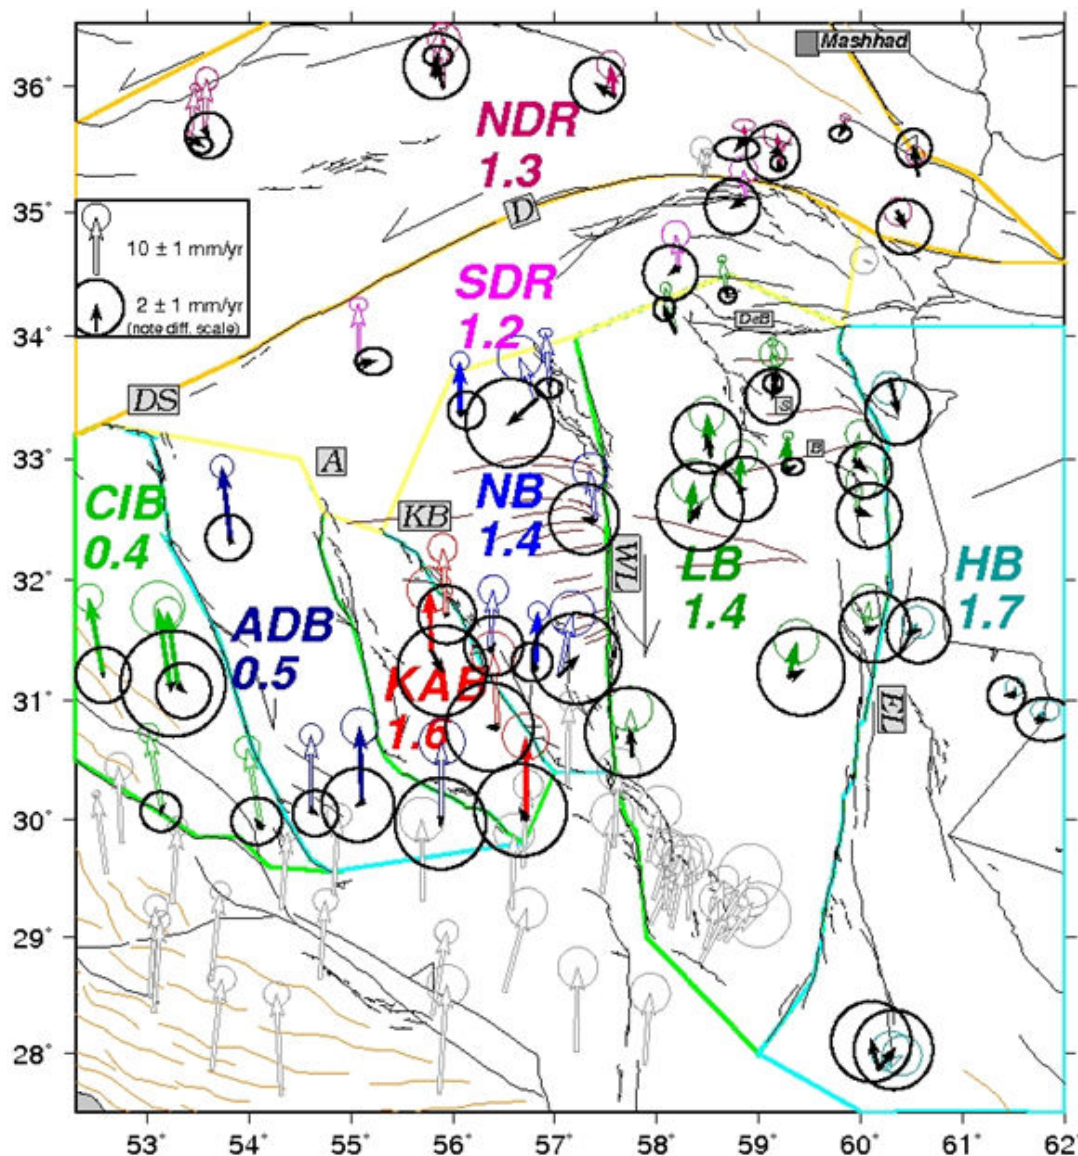 Mashhad
36°
NDR
1.3
35°
D
10 ± 1 mm/yr
2 ± 1 mm/yr
(note diff. scale)
SDR
1.2
34°
DeB
DS
S
33°
A
B
CIB
0.4
KB
NB
1.4
32°
WL
LB
1.4
HB
1.7
ADB
0.5
31°
KAB
1.6
EL
30°
29°
28°
53° 54° 55° 56° 57° 58° 59° 60° 61° 62°